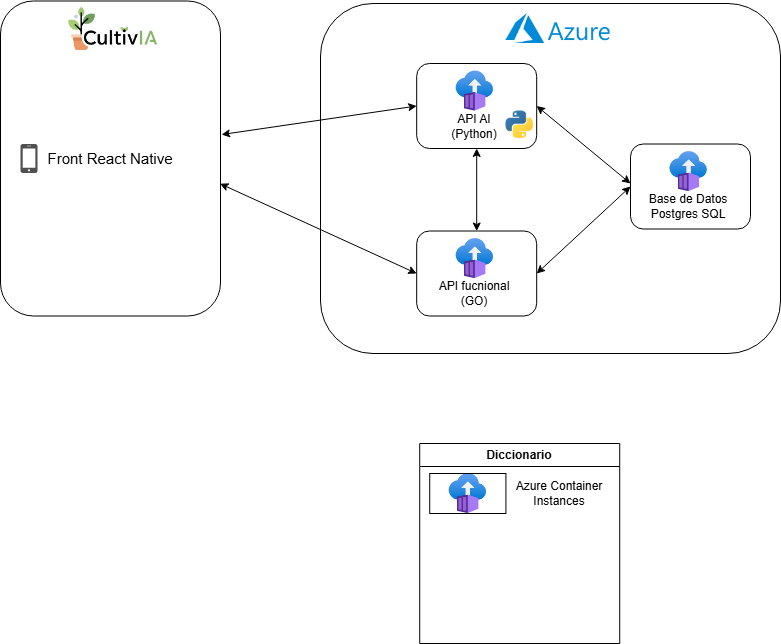 CultivIA
Azure
Front React Native
API AI
(Python)
Base de Datos
Postgres SQL
API fucnional
(GO)
Diccionario
Azure Container
Instances